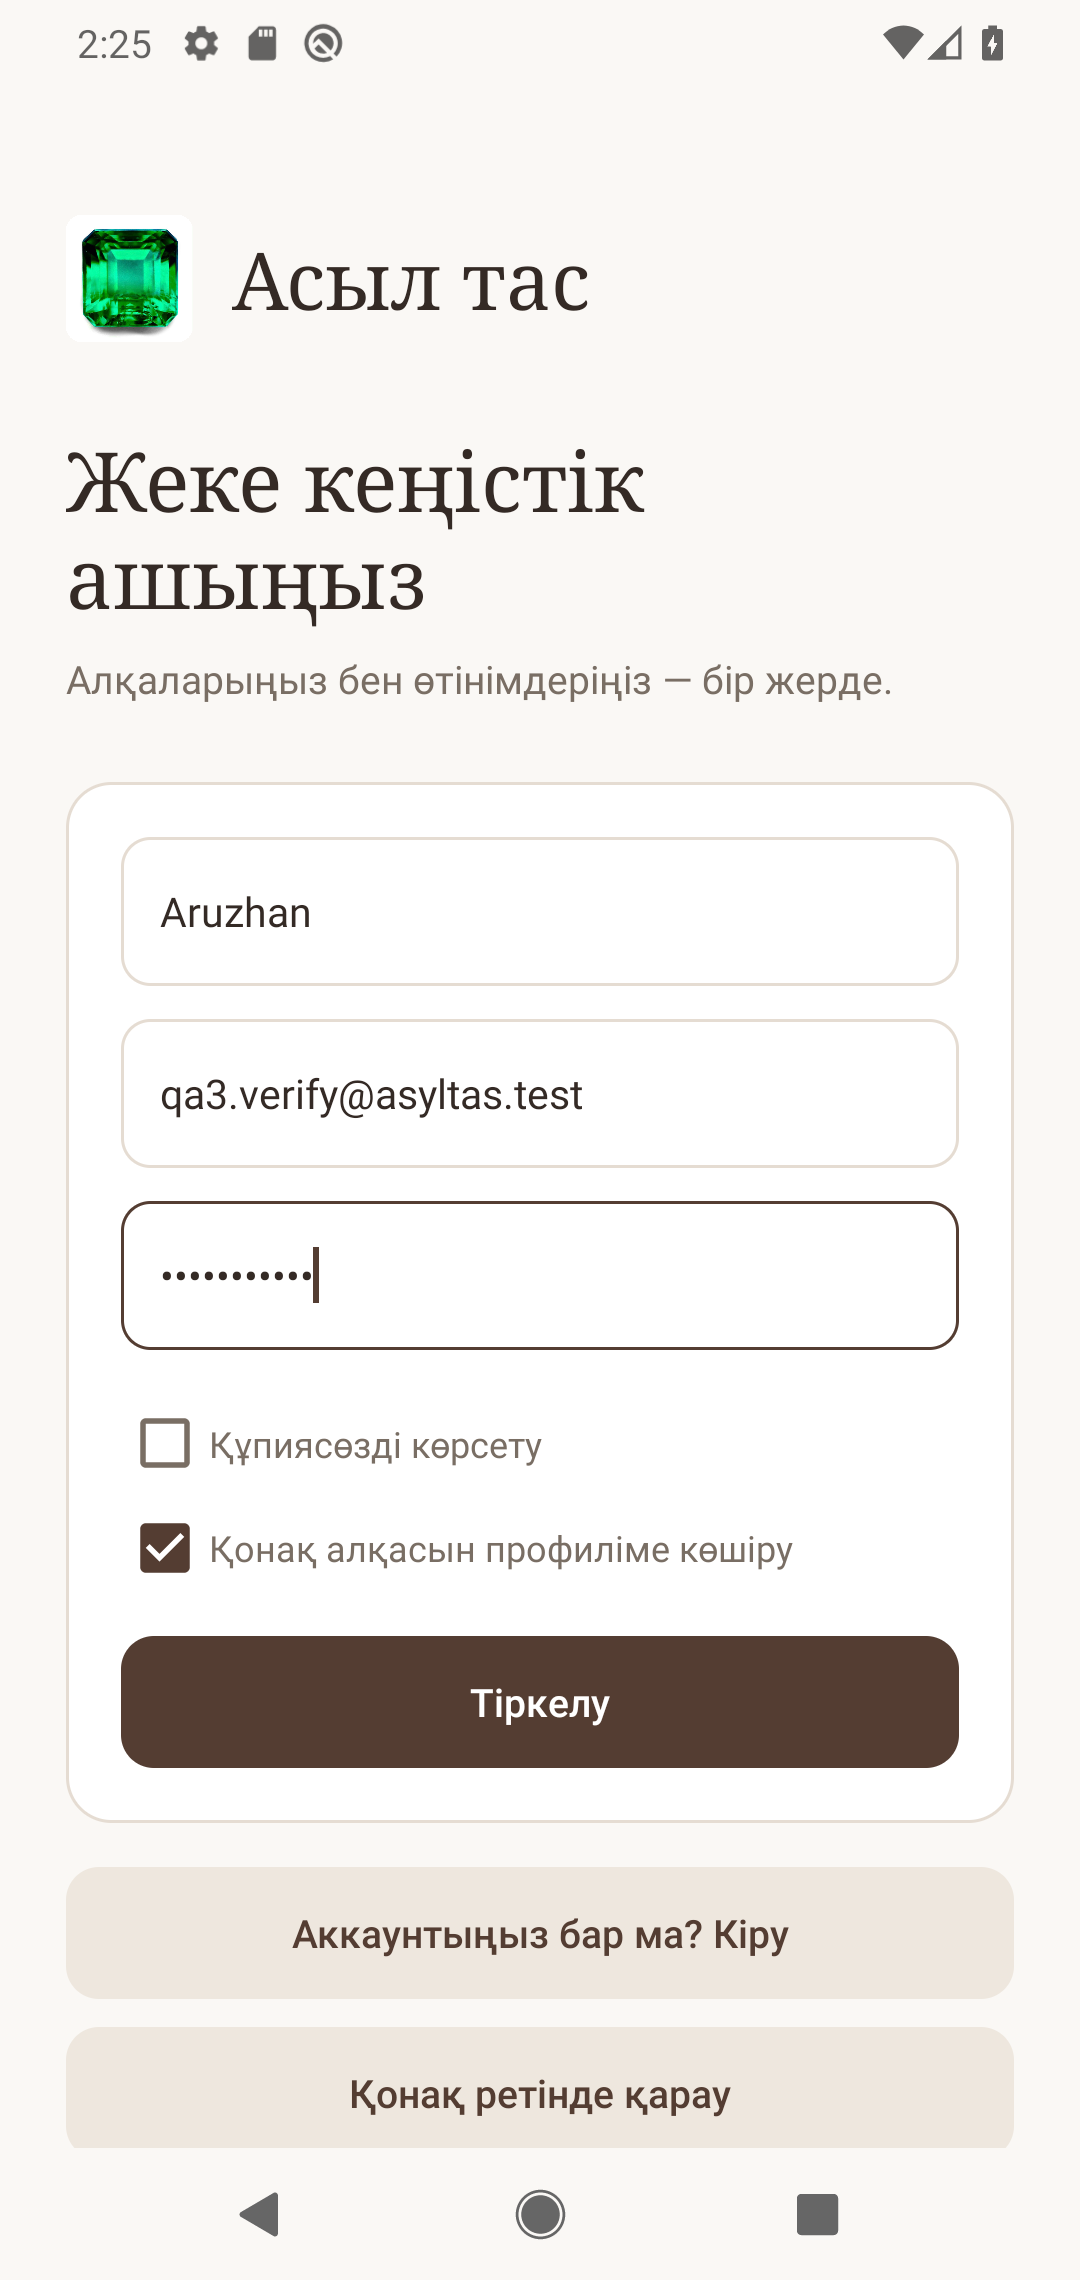 2:25
Асыл тас
Жеке кеңістік
ашыңыз
Алқаларыңыз бен өтінімдеріңіз — бір жерде.
Aruzhan
qa3.verify@asyltas.test
•••••••••••
Құпиясөзді көрсету
Қонақ алқасын профиліме көшіру
Тіркелу
Аккаунтыңыз бар ма? Кіру
Қонақ ретінде қарау